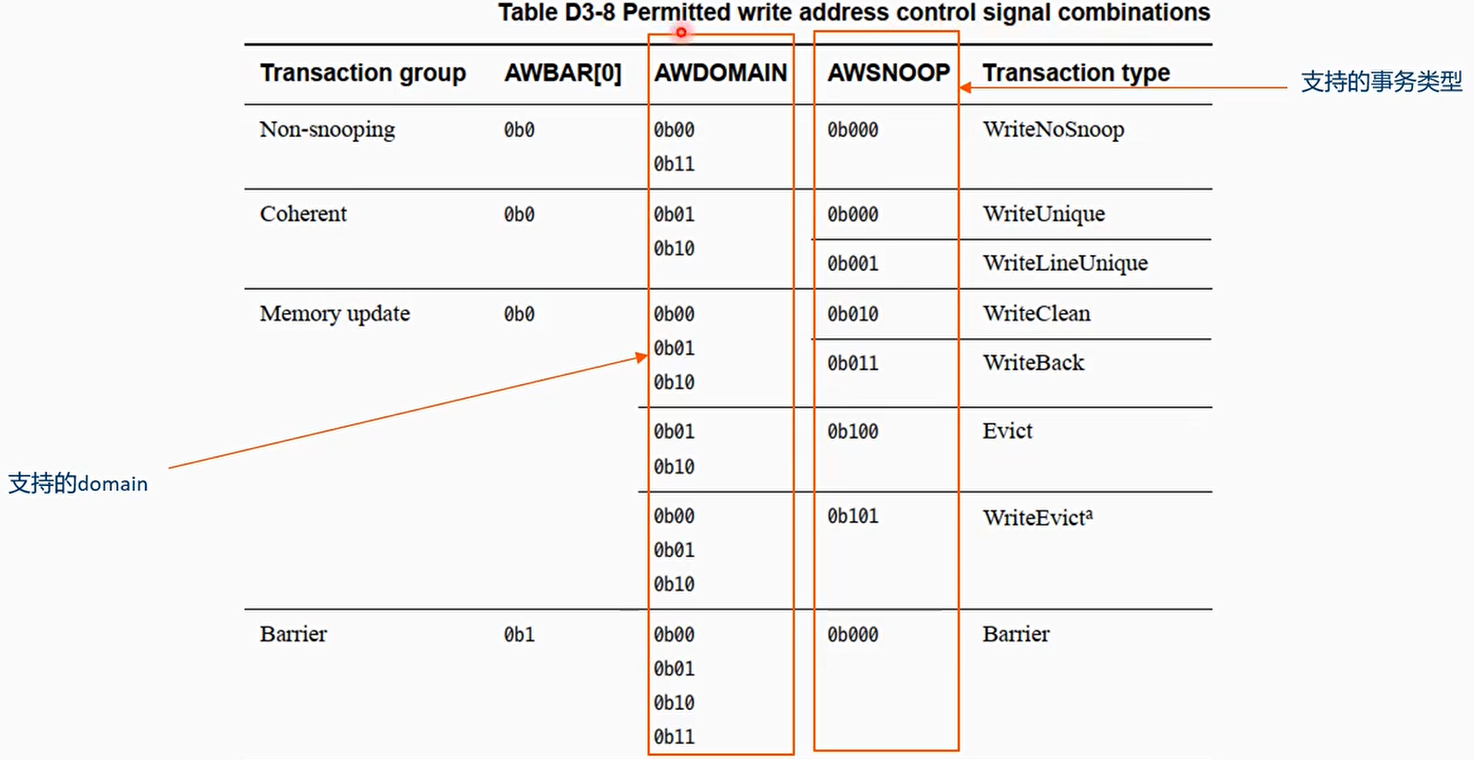 Table D3-8 Permitted write address control signal combinations
Transaction group AWBAR[0] AWDOMAIN AWSNOOP Transaction type
支持的事务类型
Non-snooping 0b0 0b00 0b000 WriteNoSnoop
0b11
Coherent 0b0 0b01 0b000 WriteUnique
0b10
0b001 WriteLineUnique
Memory update 0b0 0b00 0b010 WriteClean
0b01
0b011 WriteBack
0b10
0b01 0b100 Evict
0b10
支持的domain
0b00 0b101 WriteEvictᵃ
0b01
0b10
Barrier 0b1 0b00 0b000 Barrier
0b01
0b10
0b11